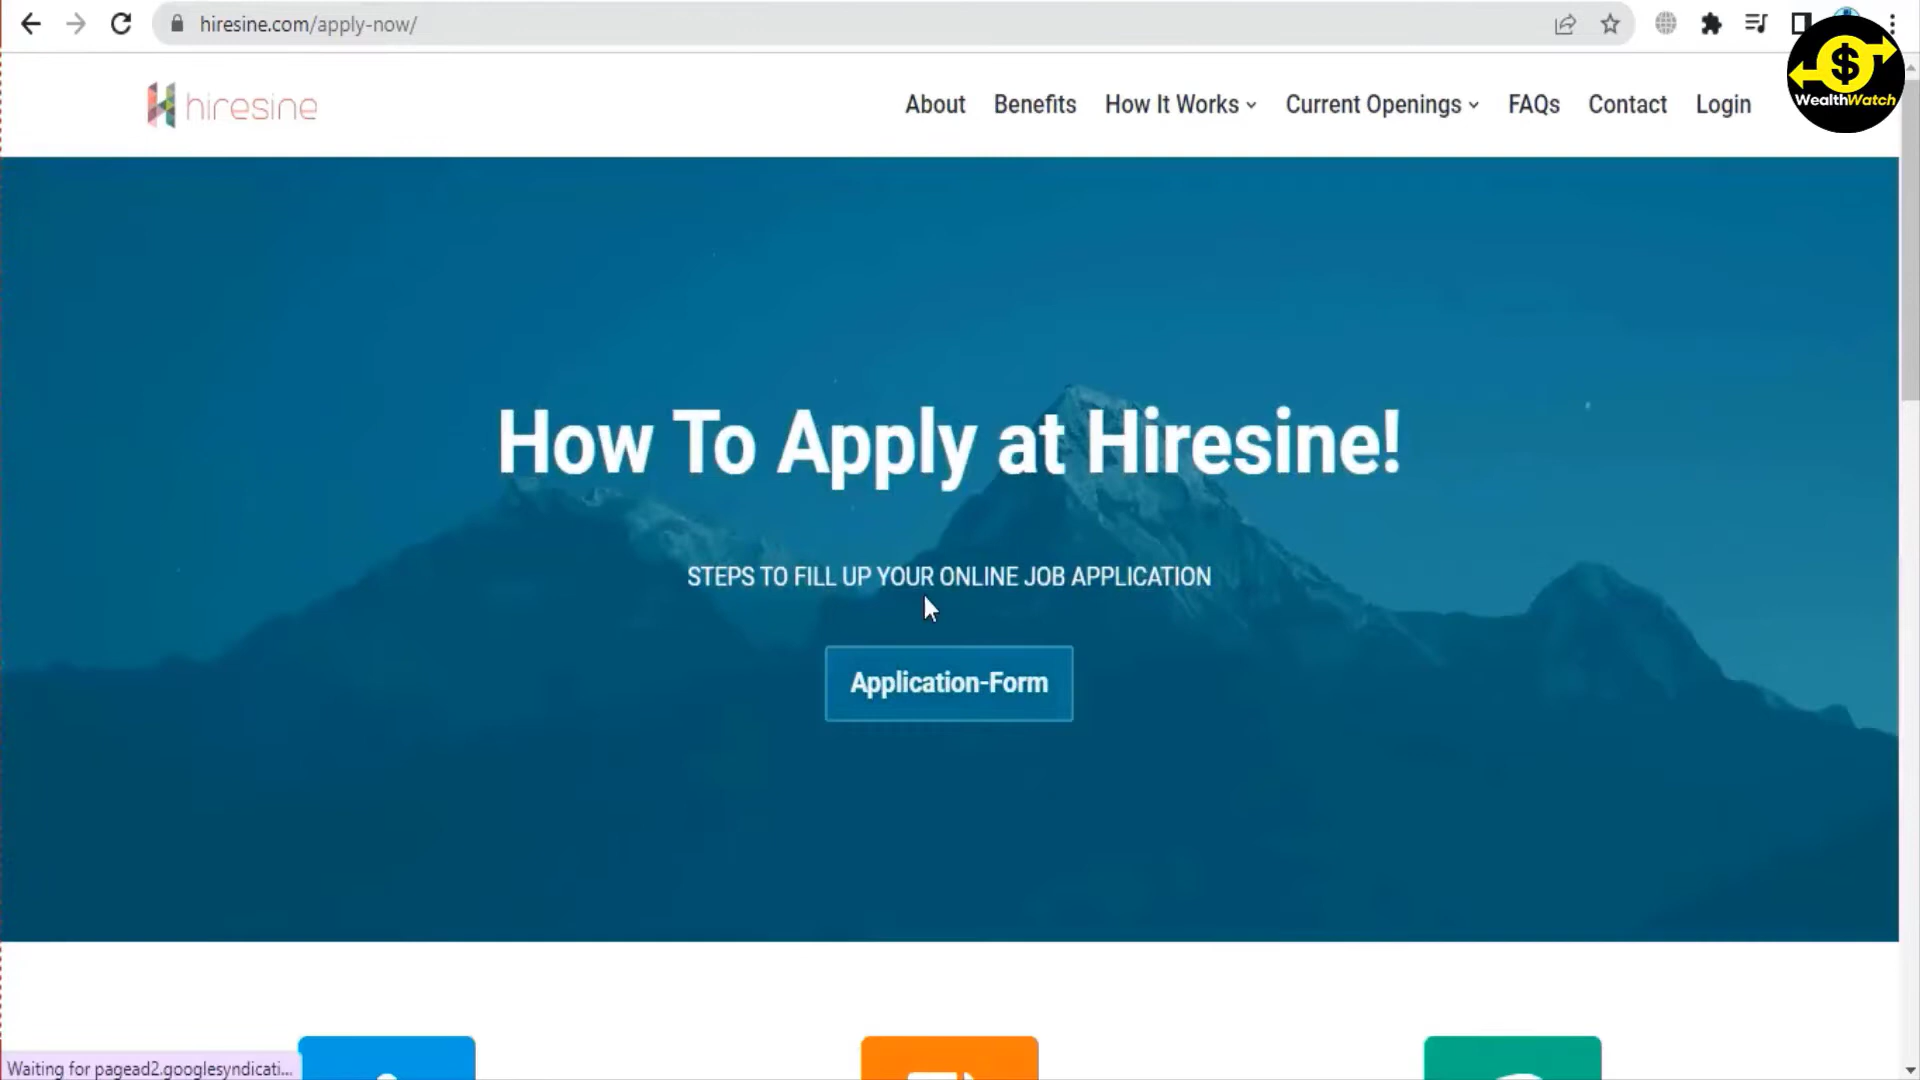 hiresine.com/apply-now/
WealthWatch
hiresine
About Benefits How It Works Current Openings FAQs Contact Login
How To Apply at Hiresine!
STEPS TO FILL UP YOUR ONLINE JOB APPLICATION
Application-Form
Waiting for pagead2.googlesyndicati...